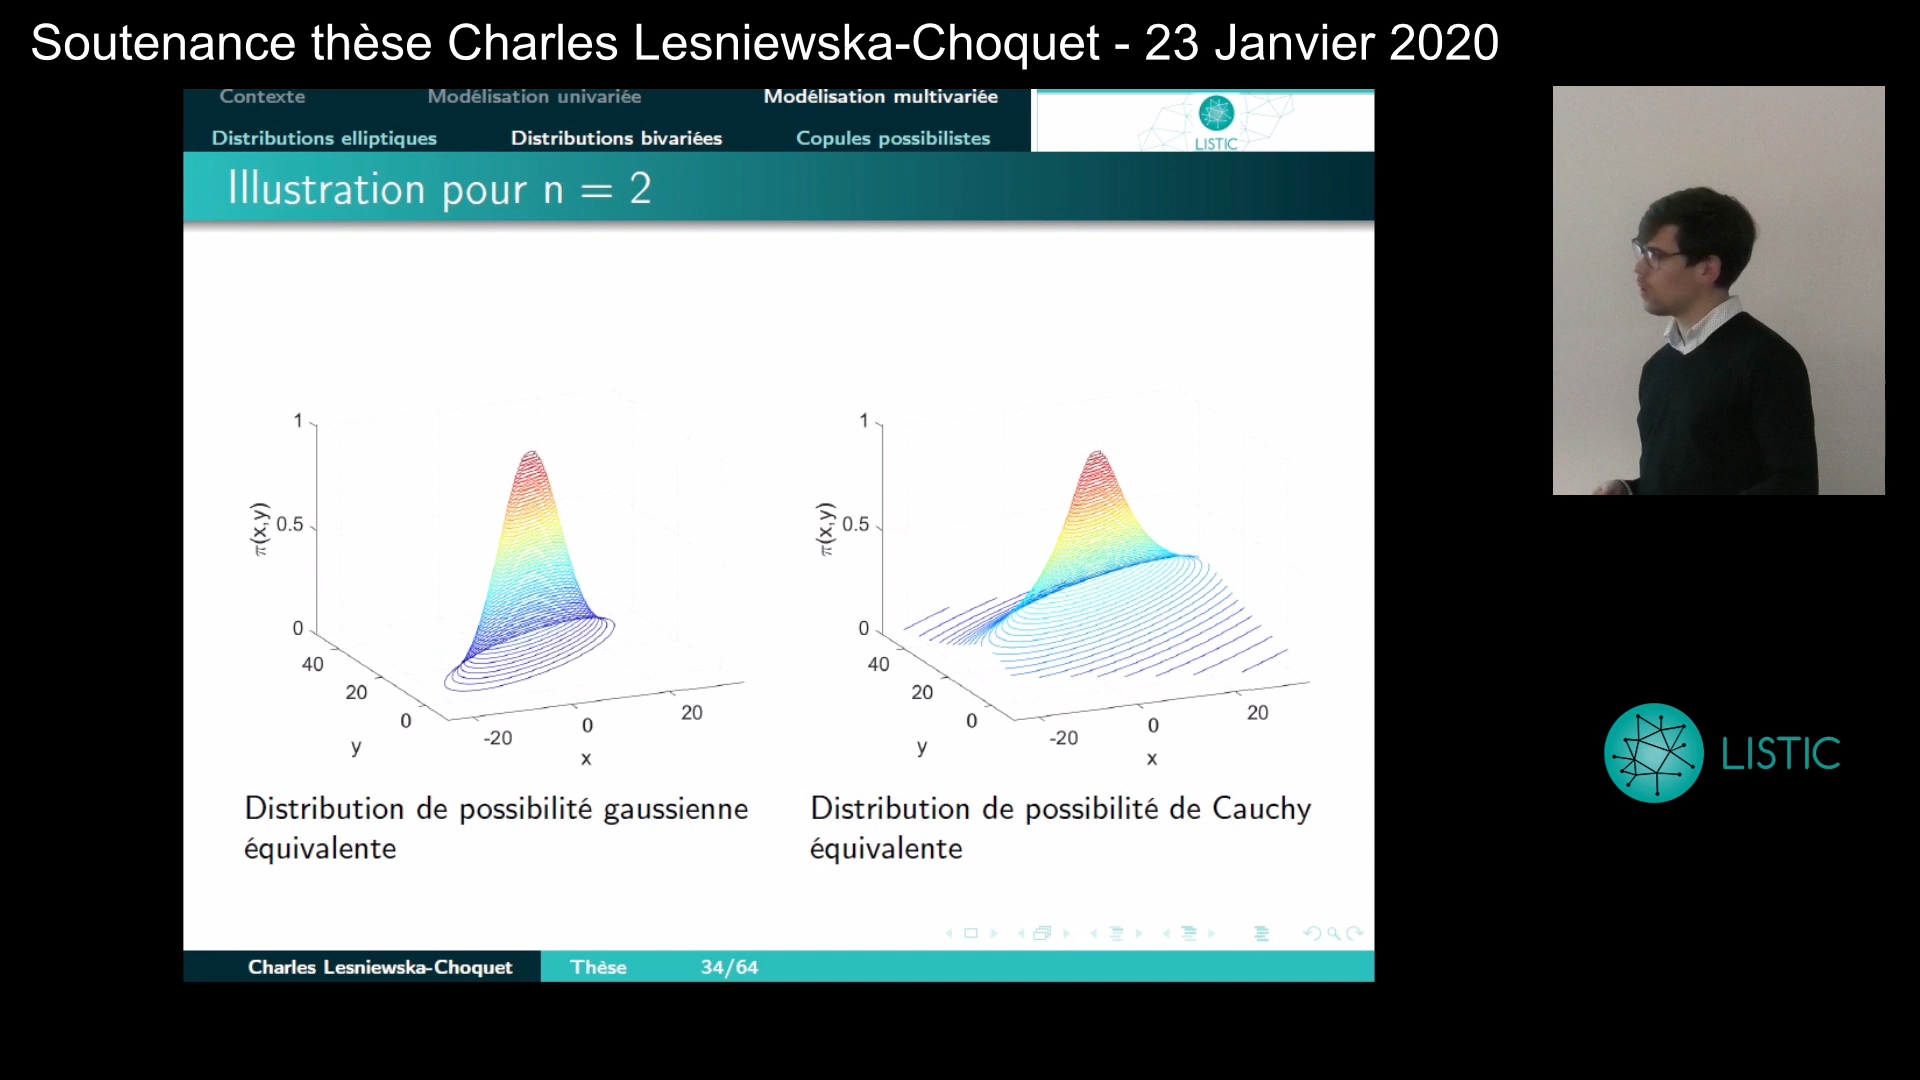 Soutenance thèse Charles Lesniewska-Choquet - 23 Janvier 2020
Contexte Modélisation univariée Modélisation multivariée
Distributions elliptiques Distributions bivariées Copules possibilistes
LISTIC
Illustration pour n = 2
1
0.5
0
π(x,y)
40
20
0
y
-20
0
20
x
1
0.5
0
π(x,y)
40
20
0
y
-20
0
20
x
Distribution de possibilité gaussienne
équivalente
Distribution de possibilité de Cauchy
équivalente
LISTIC
Charles Lesniewska-Choquet Thèse 34/64